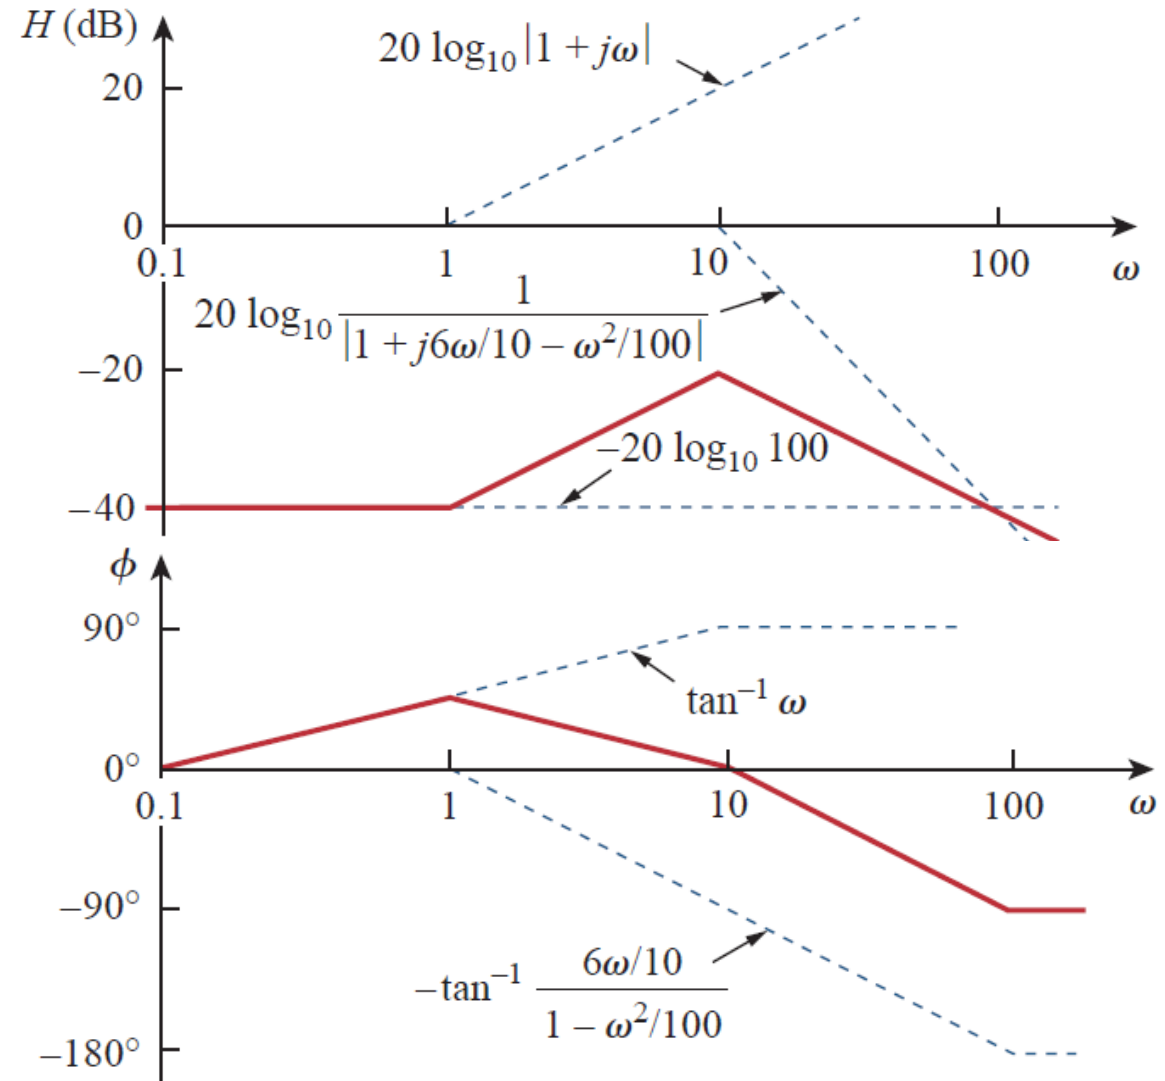 H (dB)
20 log₁₀|1 + jω|
20
0
0.1 1 10 100 ω
20 log₁₀ 1/|1 + j6ω/10 − ω²/100|
−20
−20 log₁₀ 100
−40
ϕ
90°
tan⁻¹ ω
0°
0.1 1 10 100 ω
−90°
−tan⁻¹ (6ω/10)/(1 − ω²/100)
−180°